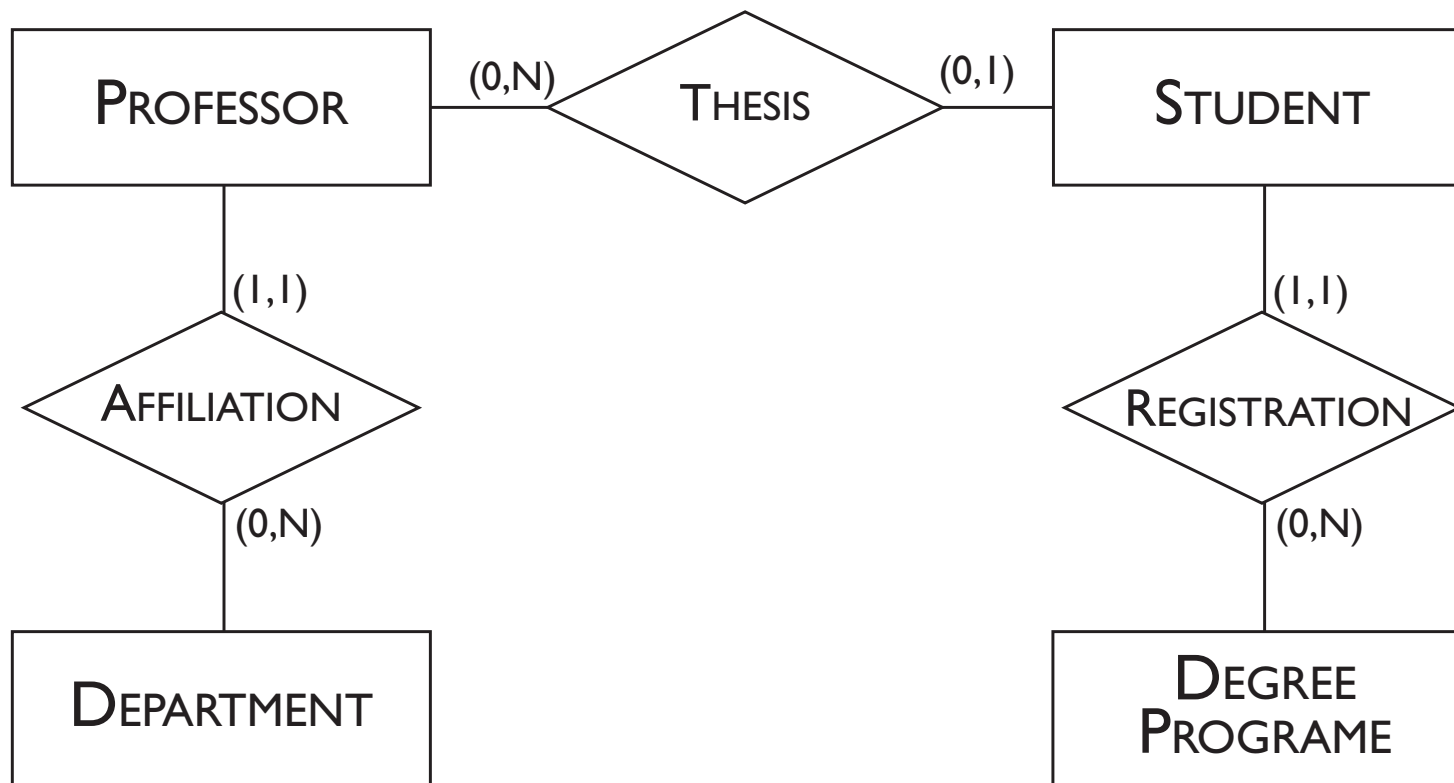 PROFESSOR
(0,N)
THESIS
(0,1)
STUDENT
(1,1)
(1,1)
AFFILIATION
REGISTRATION
(0,N)
(0,N)
DEPARTMENT
DEGREE
PROGRAME